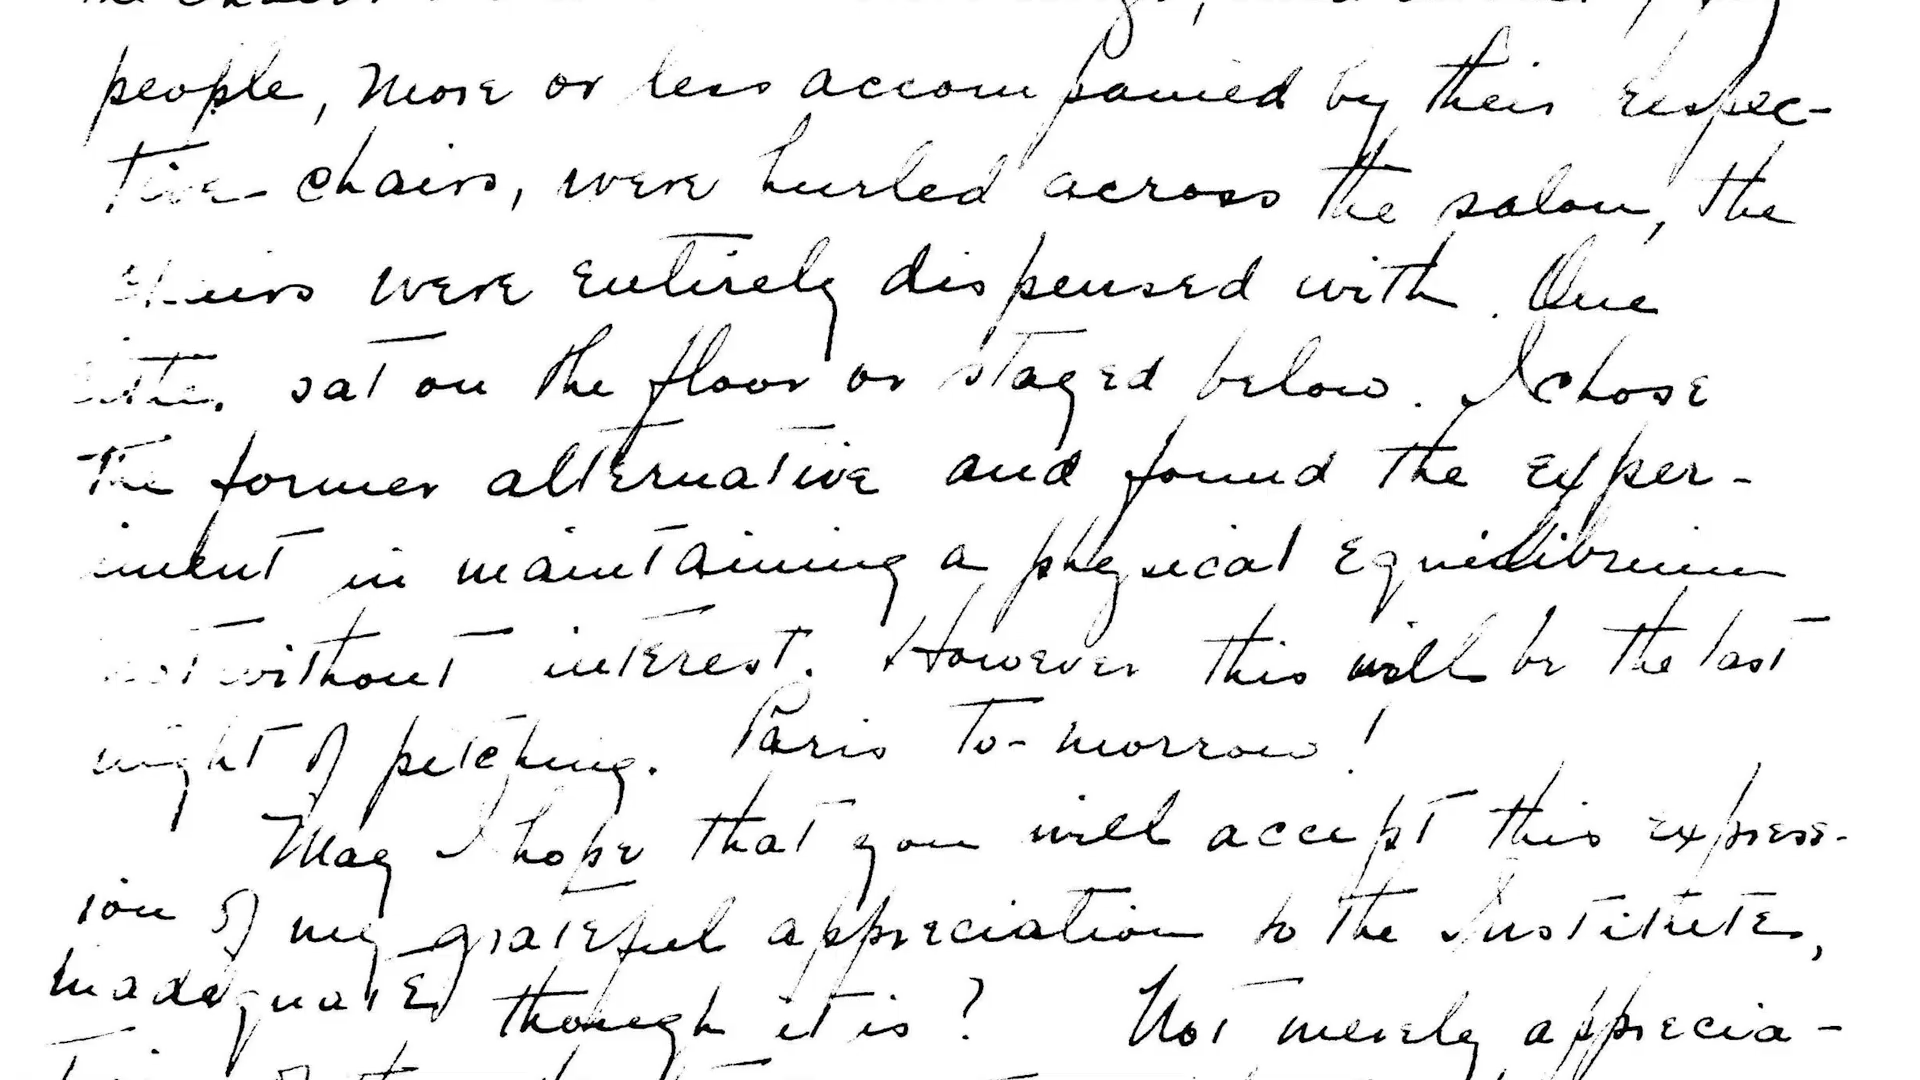 people, more or less accompanied by their respec-
tive chairs, were hurled across the salon, the
chairs were entirely dispensed with. One
either sat on the floor or staged below. I chose
the former alternative and found the exper-
iment in maintaining a physical equilibrium
not without interest. However this will be the last
night of pitching. Paris to-morrow!
May I hope that you will accept this express-
ion of my grateful appreciation to the Institute,
inadequate though it is? Not merely apprecia-